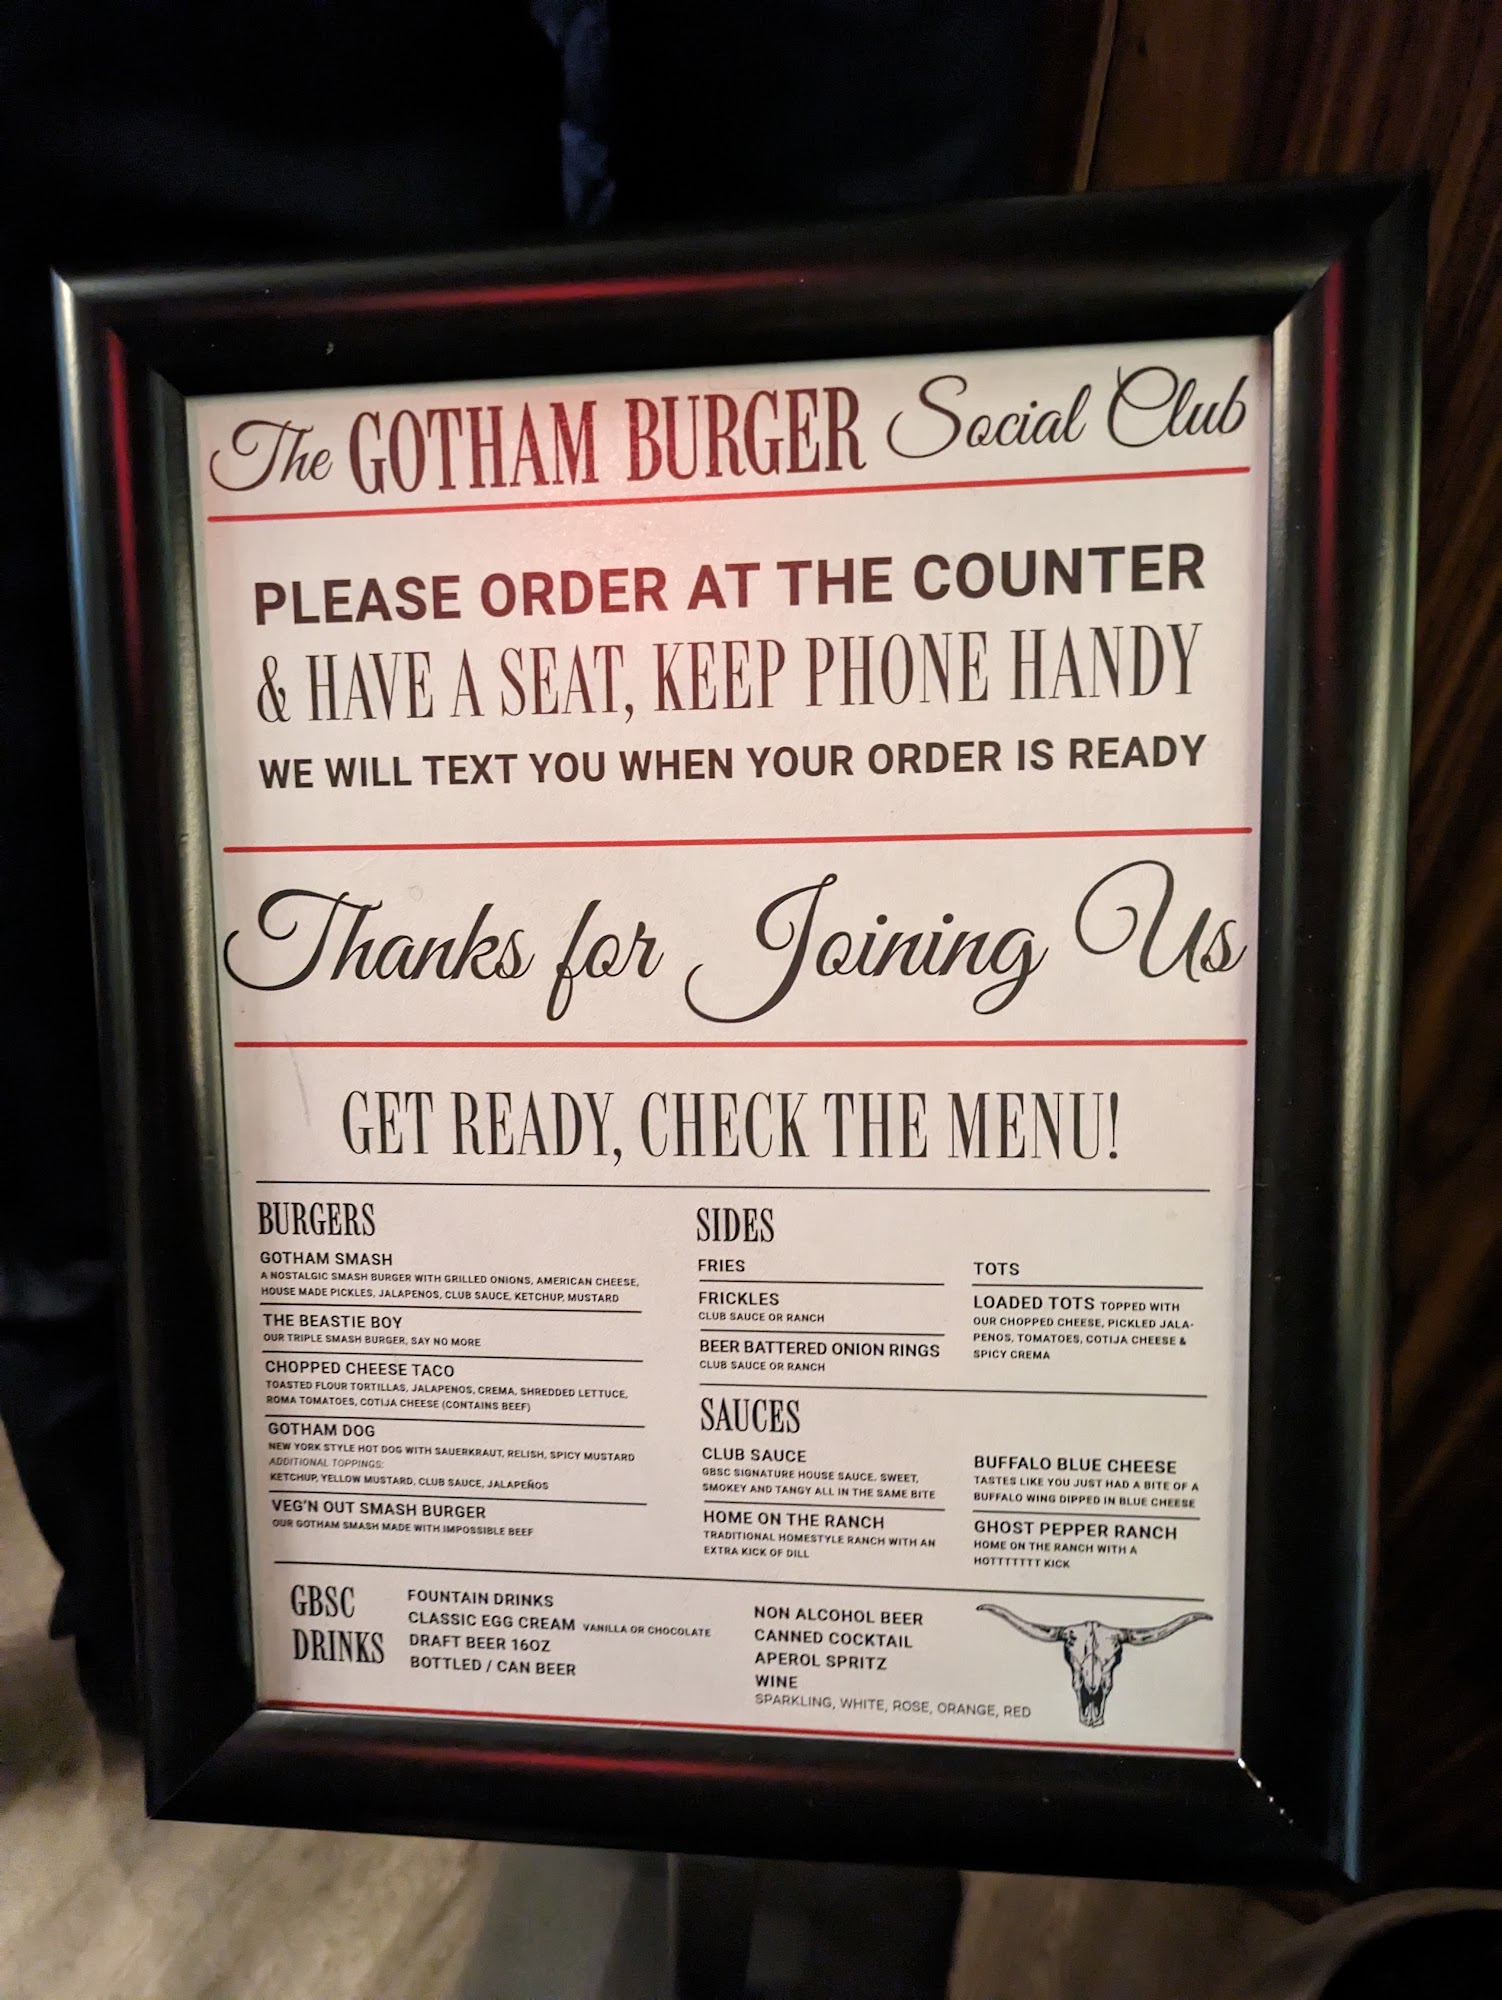 The GOTHAM BURGER Social Club
PLEASE ORDER AT THE COUNTER
& HAVE A SEAT, KEEP PHONE HANDY
WE WILL TEXT YOU WHEN YOUR ORDER IS READY
Thanks for Joining Us
GET READY, CHECK THE MENU!
BURGERS
GOTHAM SMASH
A NOSTALGIC SMASH BURGER WITH GRILLED ONIONS, AMERICAN CHEESE,
HOUSE MADE PICKLES, JALAPENOS, CLUB SAUCE, KETCHUP, MUSTARD
THE BEASTIE BOY
OUR TRIPLE SMASH BURGER, SAY NO MORE
CHOPPED CHEESE TACO
TOASTED FLOUR TORTILLAS, JALAPENOS, CREMA, SHREDDED LETTUCE,
ROMA TOMATOES, COTIJA CHEESE (CONTAINS BEEF)
GOTHAM DOG
NEW YORK STYLE HOT DOG WITH SAUERKRAUT, RELISH, SPICY MUSTARD
ADDITIONAL TOPPINGS:
KETCHUP, YELLOW MUSTARD, CLUB SAUCE, JALAPEÑOS
VEG'N OUT SMASH BURGER
OUR GOTHAM SMASH MADE WITH IMPOSSIBLE BEEF
SIDES
FRIES
FRICKLES
CLUB SAUCE OR RANCH
BEER BATTERED ONION RINGS
CLUB SAUCE OR RANCH
TOTS
LOADED TOTS TOPPED WITH
OUR CHOPPED CHEESE, PICKLED JALA-
PENOS, TOMATOES, COTIJA CHEESE &
SPICY CREMA
SAUCES
CLUB SAUCE
GBSC SIGNATURE HOUSE SAUCE. SWEET,
SMOKEY AND TANGY ALL IN THE SAME BITE
HOME ON THE RANCH
TRADITIONAL HOMESTYLE RANCH WITH AN
EXTRA KICK OF DILL
BUFFALO BLUE CHEESE
TASTES LIKE YOU JUST HAD A BITE OF A
BUFFALO WING DIPPED IN BLUE CHEESE
GHOST PEPPER RANCH
HOME ON THE RANCH WITH A
HOTTTTTTT KICK
GBSC
DRINKS
FOUNTAIN DRINKS
CLASSIC EGG CREAM VANILLA OR CHOCOLATE
DRAFT BEER 16OZ
BOTTLED / CAN BEER
NON ALCOHOL BEER
CANNED COCKTAIL
APEROL SPRITZ
WINE
SPARKLING, WHITE, ROSE, ORANGE, RED